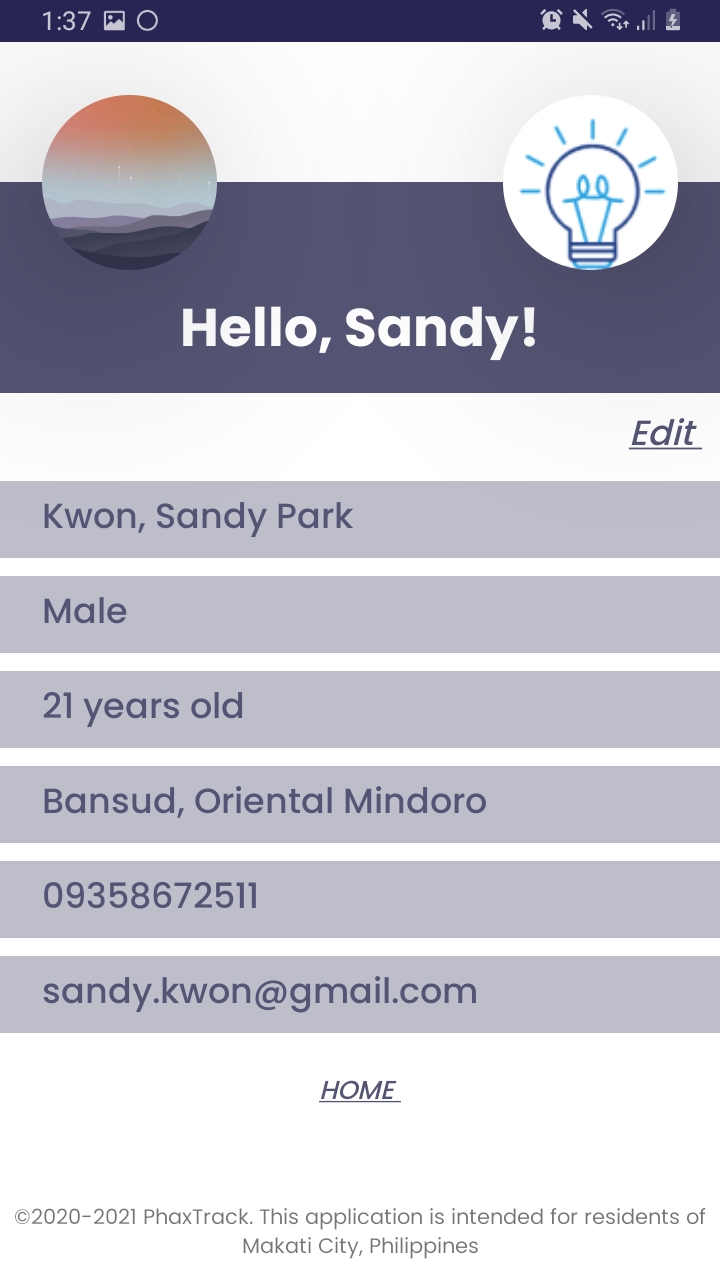 1:37
Hello, Sandy!
Edit
Kwon, Sandy Park
Male
21 years old
Bansud, Oriental Mindoro
09358672511
sandy.kwon@gmail.com
HOME
©2020-2021 PhaxTrack. This application is intended for residents of
Makati City, Philippines